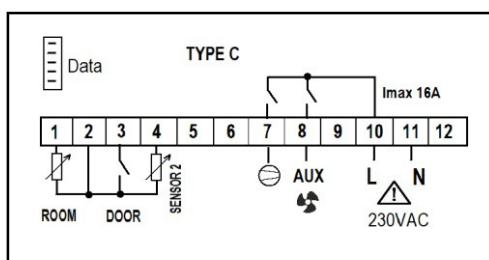 TYPE C
Data
Imax 16A
1 2 3 4 5 6 7 8 9 10 11 12
SENSOR 2
AUX L N
ROOM DOOR
230VAC